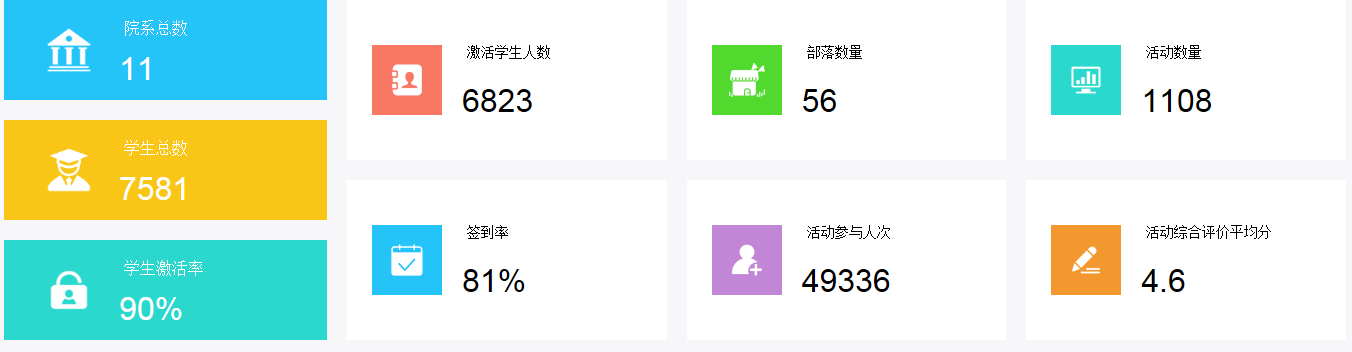 院系总数
11
学生总数
7581
学生激活率
90%
激活学生人数
6823
部落数量
56
活动数量
1108
签到率
81%
活动参与人次
49336
活动综合评价平均分
4.6